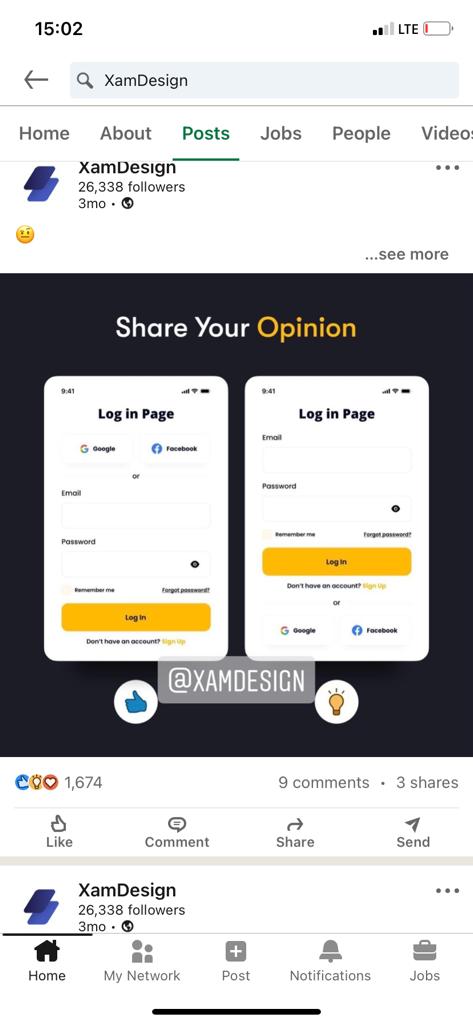 15:02
LTE
XamDesign
Home About Posts Jobs People Videos
XamDesign
26,338 followers
3mo •
...see more
Share Your Opinion
9:41
Log in Page
Google Facebook
or
Email
Password
Remember me Forgot password?
Log In
Don't have an account? Sign Up
9:41
Log in Page
Email
Password
Remember me Forgot password?
Log In
Don't have an account? Sign Up
or
Google Facebook
@XAMDESIGN
1,674 9 comments • 3 shares
Like Comment Share Send
XamDesign
26,338 followers
3mo •
Home My Network Post Notifications Jobs